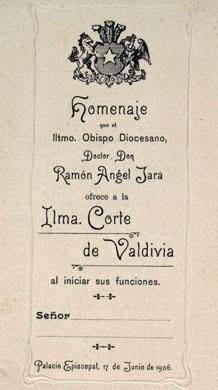 Homenaje
que el
Iltmo. Obispo Diocesano,
Doctor Don
Ramón Angel Jara
ofrece a la
Ilma. Corte
de Valdivia
al iniciar sus funciones.
Señor
Palacio Episcopal, 17 de Junio de 1906.